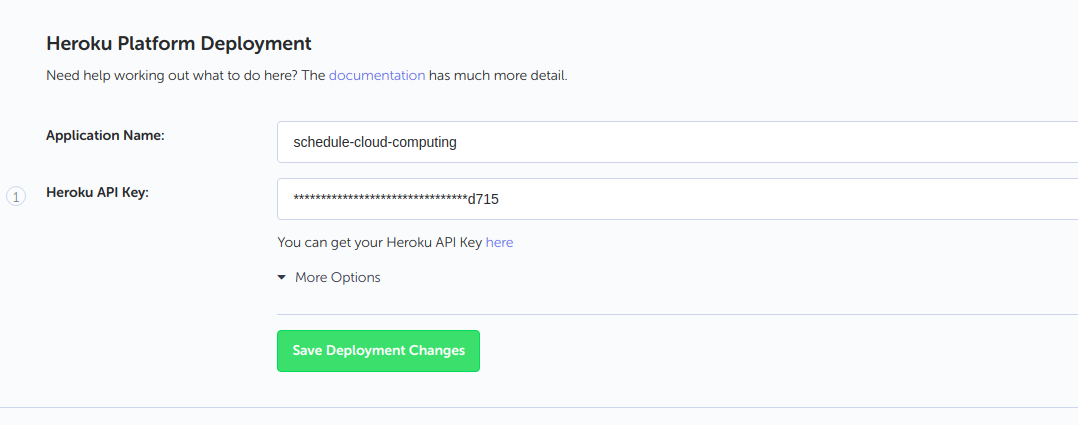 Heroku Platform Deployment
Need help working out what to do here? The documentation has much more detail.
Application Name:
schedule-cloud-computing
1
Heroku API Key:
********************************d715
You can get your Heroku API Key here
More Options
Save Deployment Changes